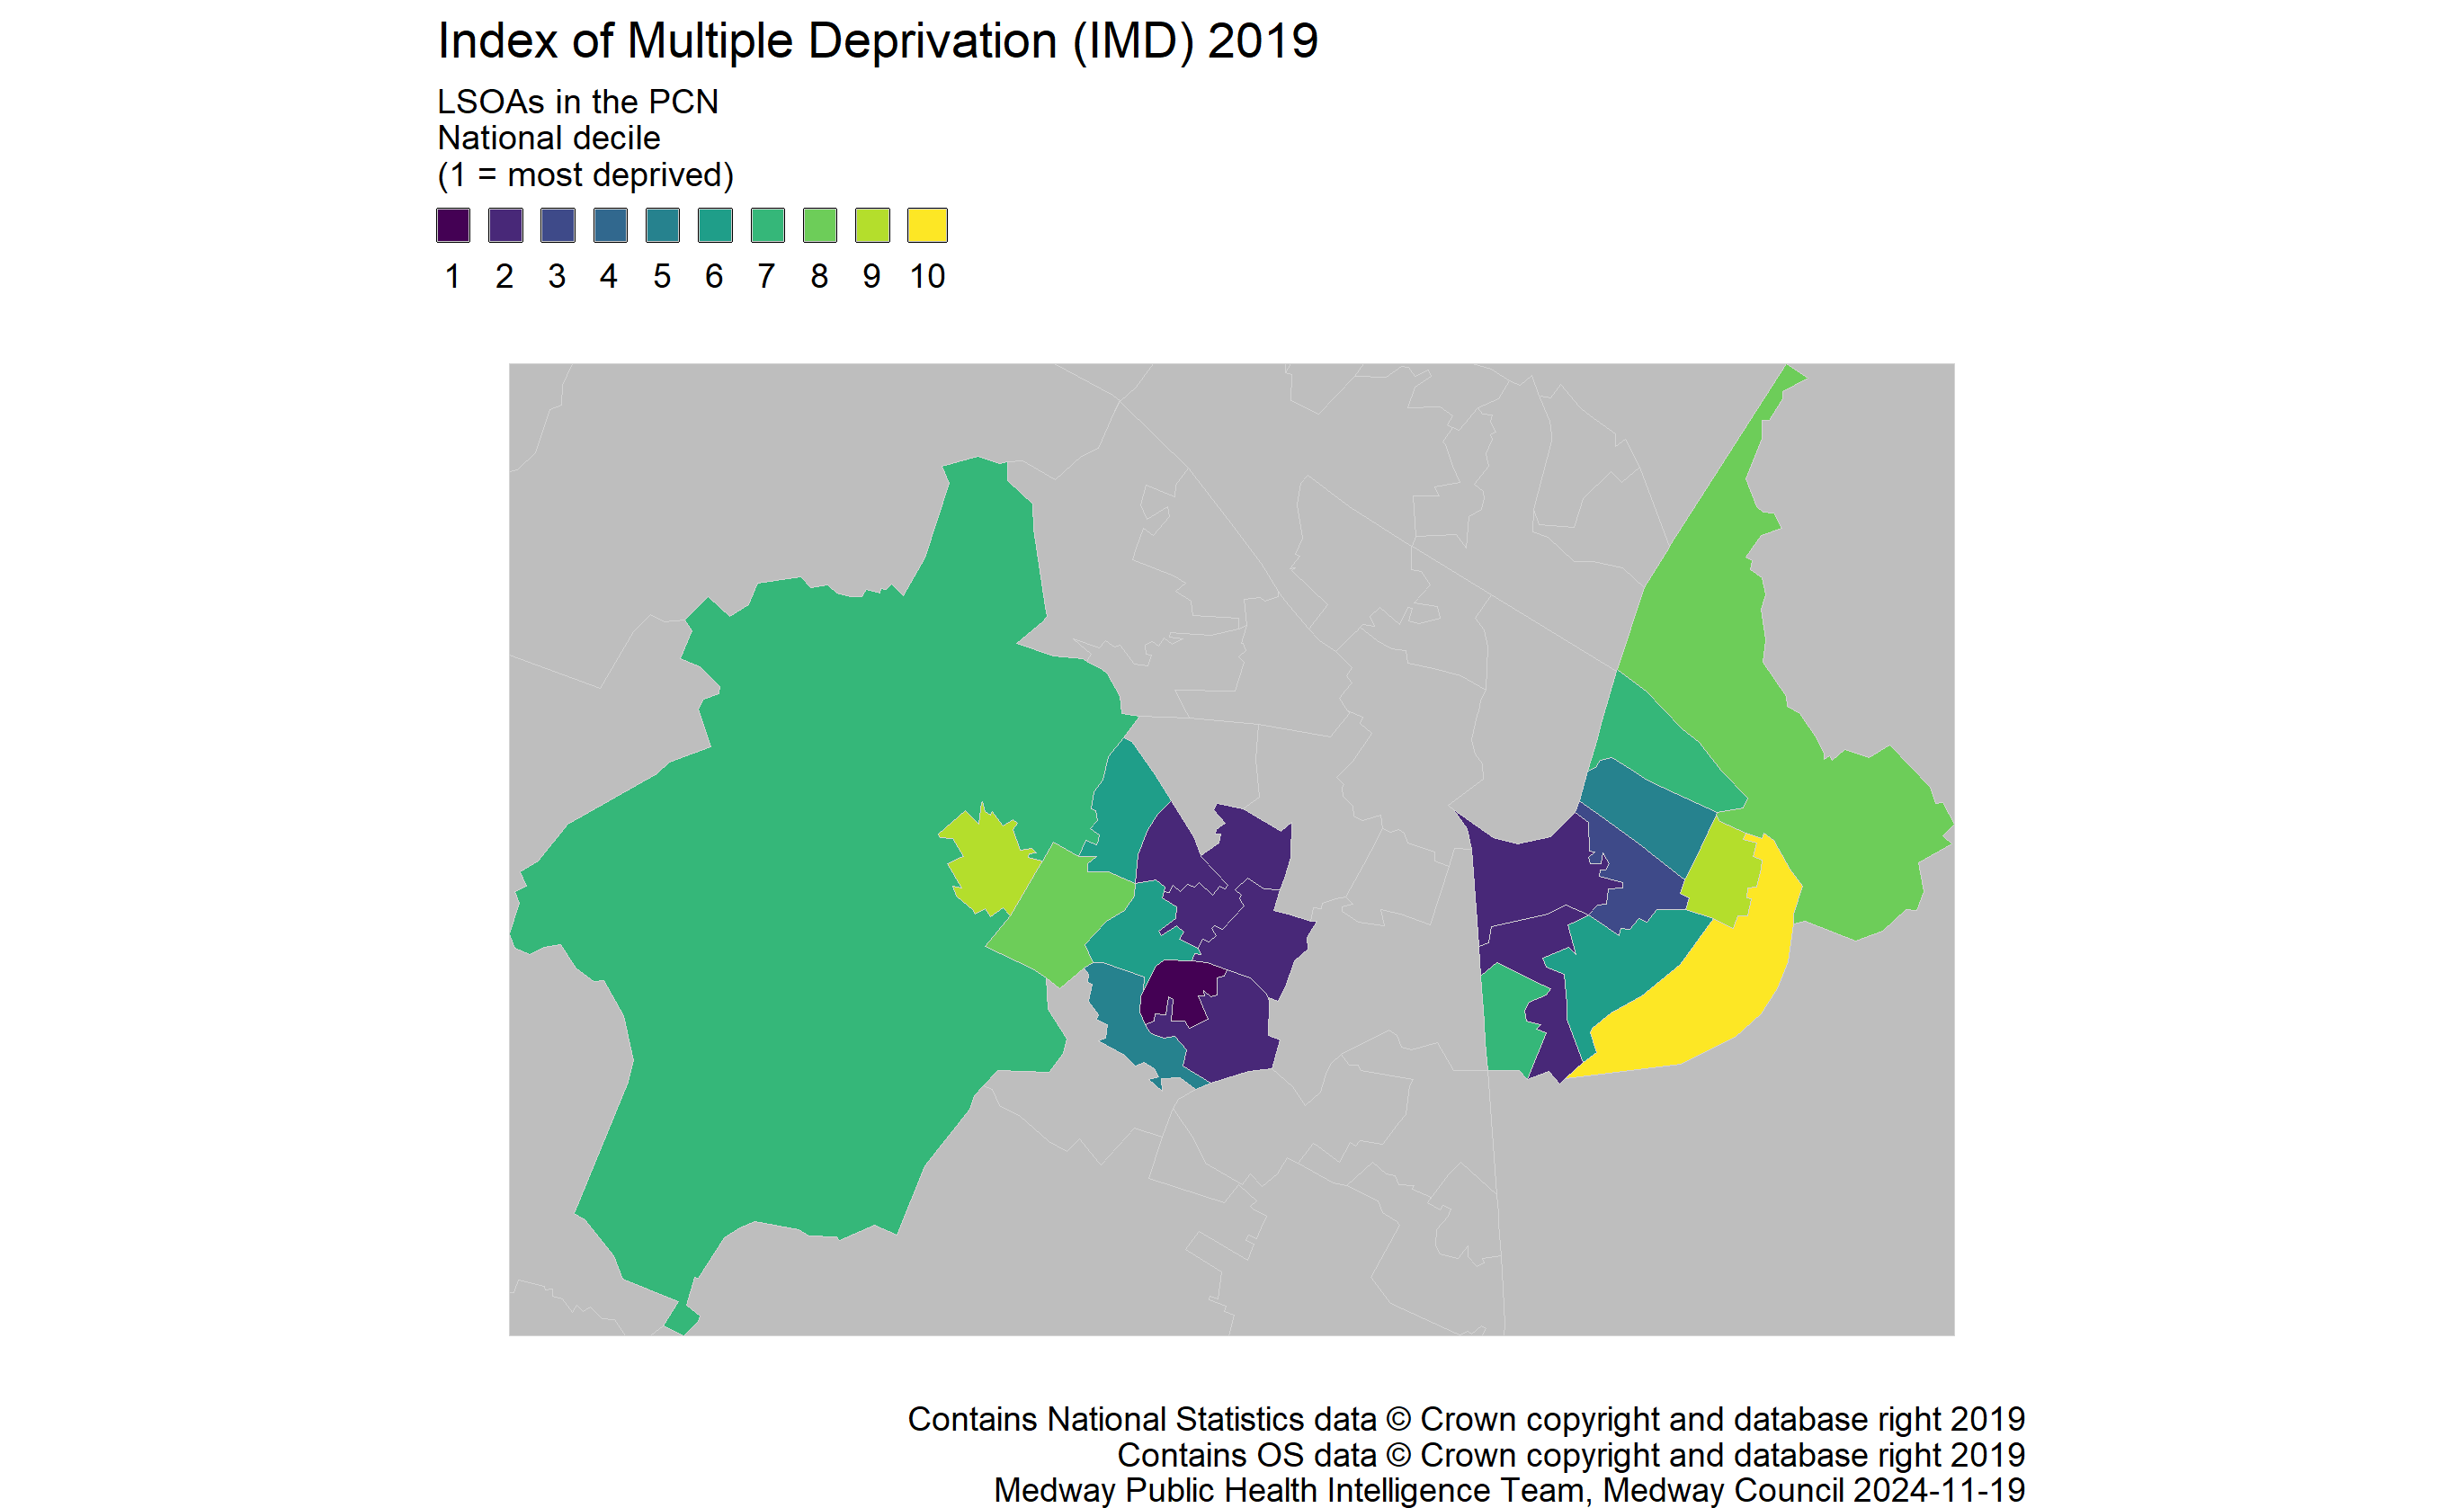 Index of Multiple Deprivation (IMD) 2019
LSOAs in the PCN
National decile
(1 = most deprived)
1 2 3 4 5 6 7 8 9 10
Contains National Statistics data © Crown copyright and database right 2019
Contains OS data © Crown copyright and database right 2019
Medway Public Health Intelligence Team, Medway Council 2024-11-19